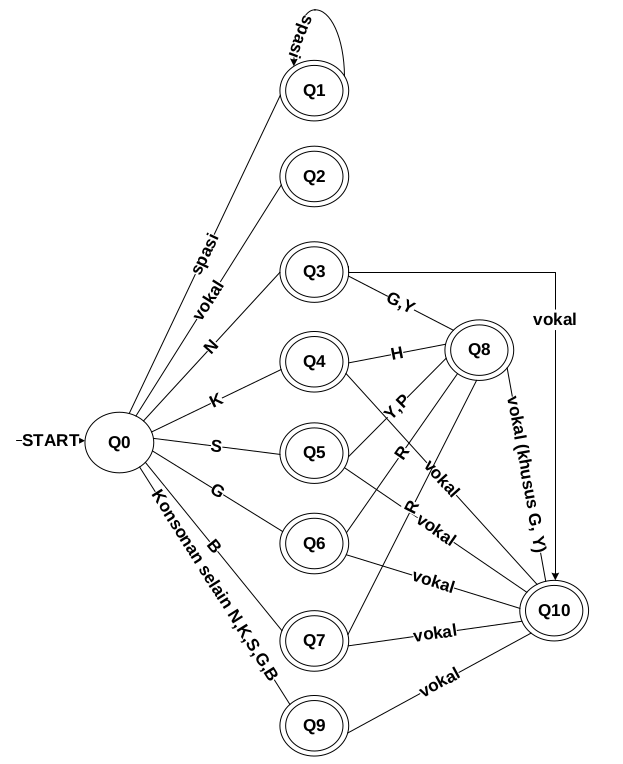 spasi
Q1
Q2
spasi
vokal
Q3
G,Y
vokal
N
Q8
Q4
H
K
Y,P
vokal (khusus G, Y)
START
Q0
S
Q5
R
vokal
G
R
vokal
Q6
B
vokal
Konsonan selain N,K,S,G,B
Q10
Q7
vokal
vokal
Q9